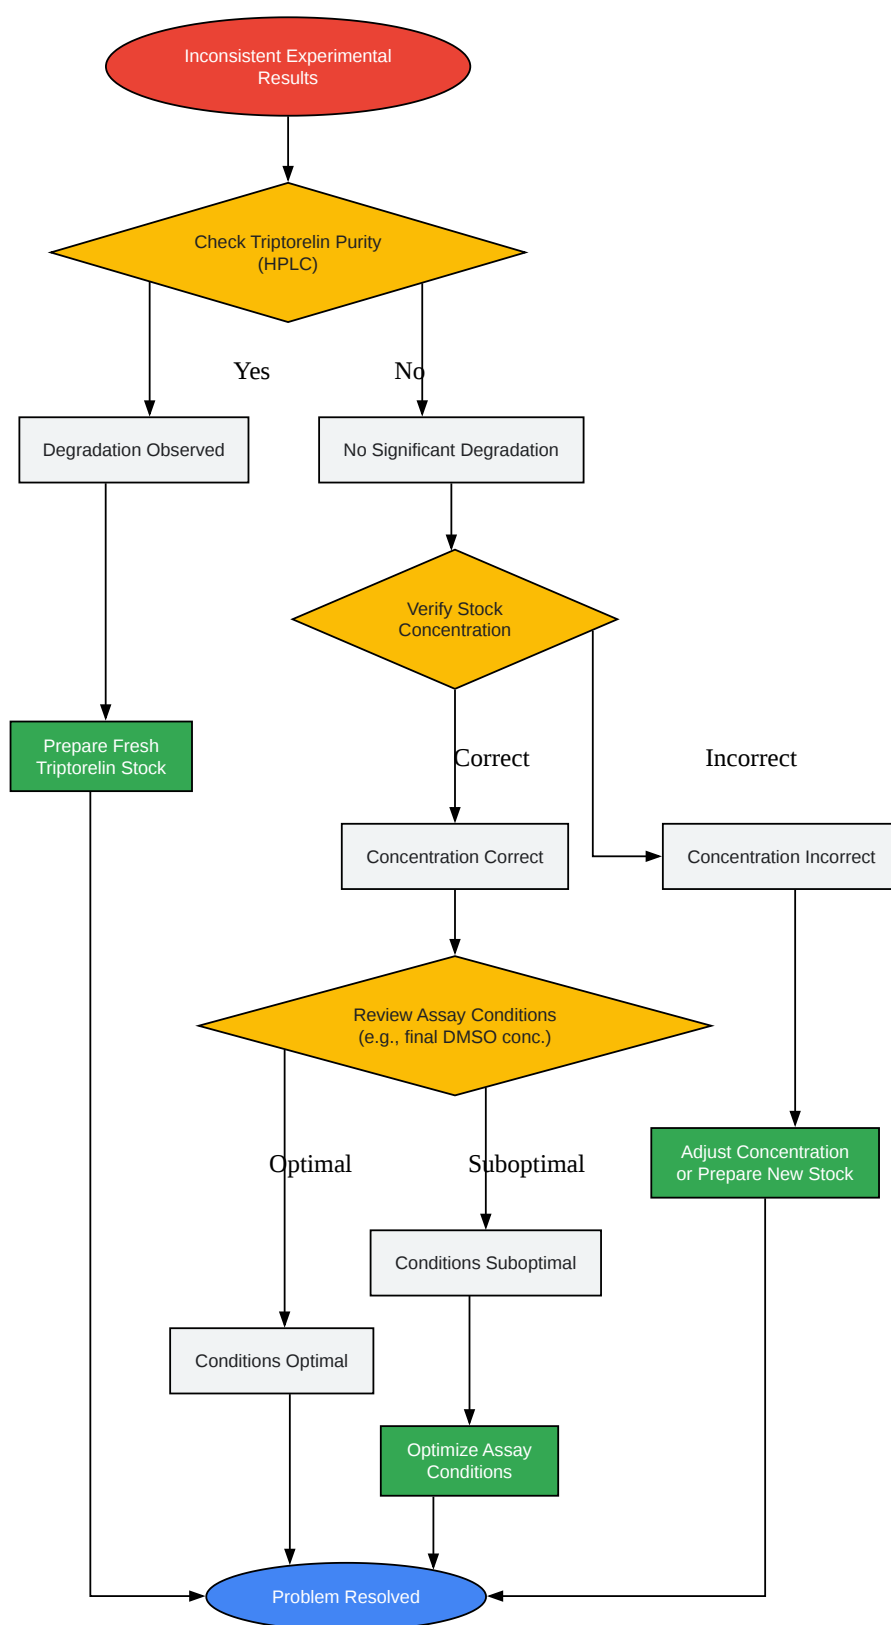 Inconsistent Experimental
Results
Check Triptorelin Purity
(HPLC)
Yes
No
Degradation Observed
No Significant Degradation
Verify Stock
Concentration
Prepare Fresh
Triptorelin Stock
Correct
Incorrect
Concentration Correct
Concentration Incorrect
Review Assay Conditions
(e.g., final DMSO conc.)
Optimal
Suboptimal
Adjust Concentration
or Prepare New Stock
Conditions Suboptimal
Conditions Optimal
Optimize Assay
Conditions
Problem Resolved